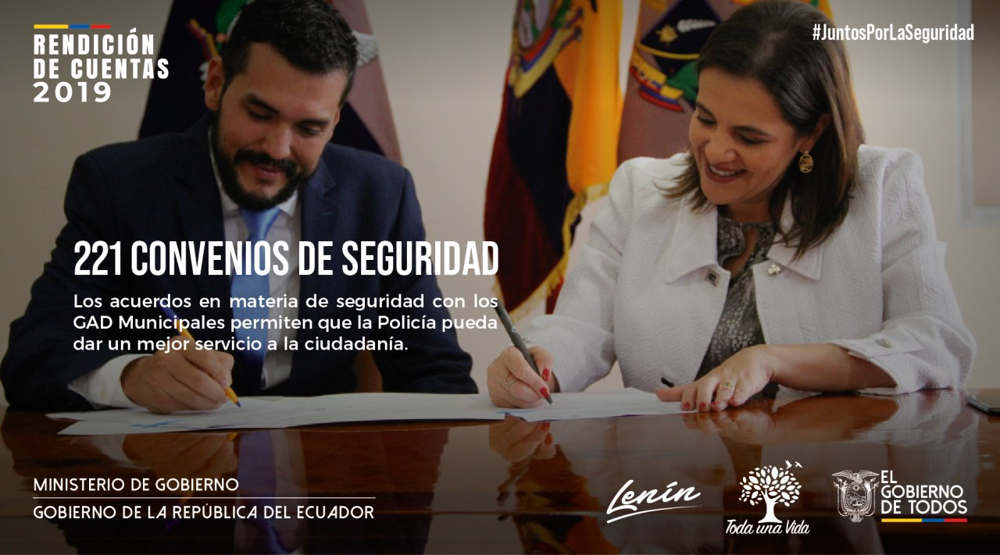 RENDICIÓN
DE CUENTAS
2019
#JuntosPorLaSeguridad
221 CONVENIOS DE SEGURIDAD
Los acuerdos en materia de seguridad con los
GAD Municipales permiten que la Policía pueda
dar un mejor servicio a la ciudadanía.
MINISTERIO DE GOBIERNO
GOBIERNO DE LA REPÚBLICA DEL ECUADOR
Lenín
Toda una Vida
EL
GOBIERNO
DE TODOS